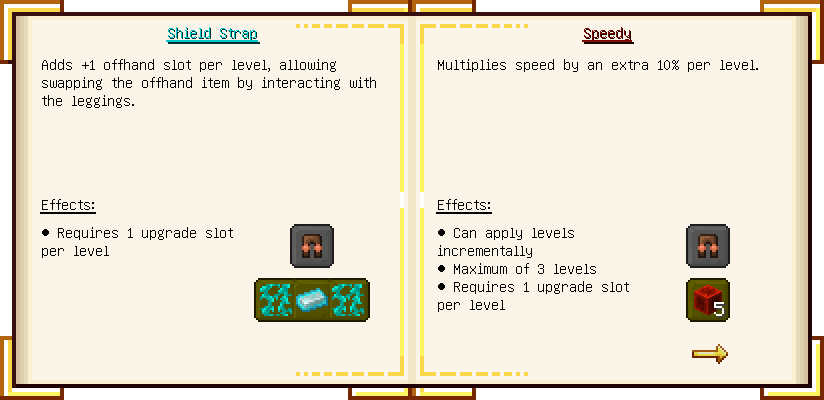 Shield Strap
Adds +1 offhand slot per level, allowing
swapping the offhand item by interacting with
the leggings.
Effects:
● Requires 1 upgrade slot
per level
Speedy
Multiplies speed by an extra 10% per level.
Effects:
● Can apply levels
incrementally
● Maximum of 3 levels
● Requires 1 upgrade slot
per level
5